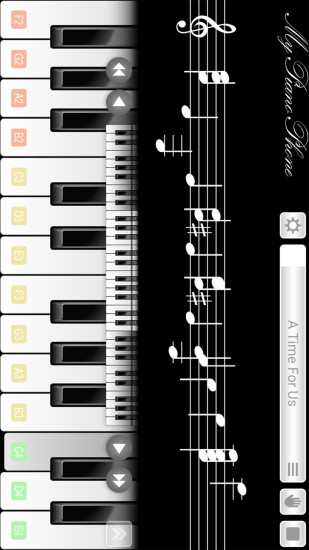 My Piano Phone
A Time For Us
F2
G2
A2
B2
C3
D3
E3
F3
G3
A3
B3
C4
D4
E4